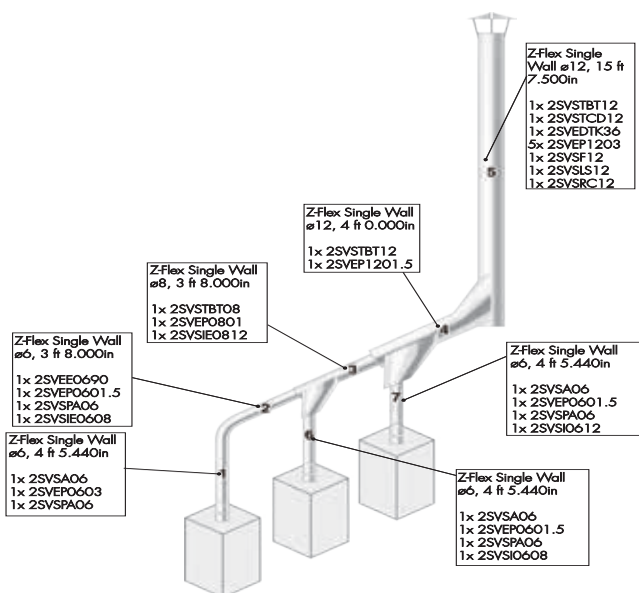 Z-Flex Single
Wall ø12, 15 ft
7.500in
1x 2SVSTBT12
1x 2SVSTCD12
1x 2SVEDTK36
5x 2SVEP1203
1x 2SVSF12
1x 2SVSLS12
1x 2SVSRC12
5
Z-Flex Single Wall
ø12, 4 ft 0.000in
1x 2SVSTBT12
1x 2SVEP1201.5
4
Z-Flex Single Wall
ø8, 3 ft 8.000in
1x 2SVSTBT08
1x 2SVEP0801
1x 2SVSIE0812
3
Z-Flex Single Wall
ø6, 3 ft 8.000in
1x 2SVEE0690
1x 2SVEP0601.5
1x 2SVSPA06
1x 2SVSIE0608
2
Z-Flex Single Wall
ø6, 4 ft 5.440in
1x 2SVSA06
1x 2SVEP0601.5
1x 2SVSPA06
1x 2SVSI0612
7
Z-Flex Single Wall
ø6, 4 ft 5.440in
1x 2SVSA06
1x 2SVEP0603
1x 2SVSPA06
1
6
Z-Flex Single Wall
ø6, 4 ft 5.440in
1x 2SVSA06
1x 2SVEP0601.5
1x 2SVSPA06
1x 2SVSI0608